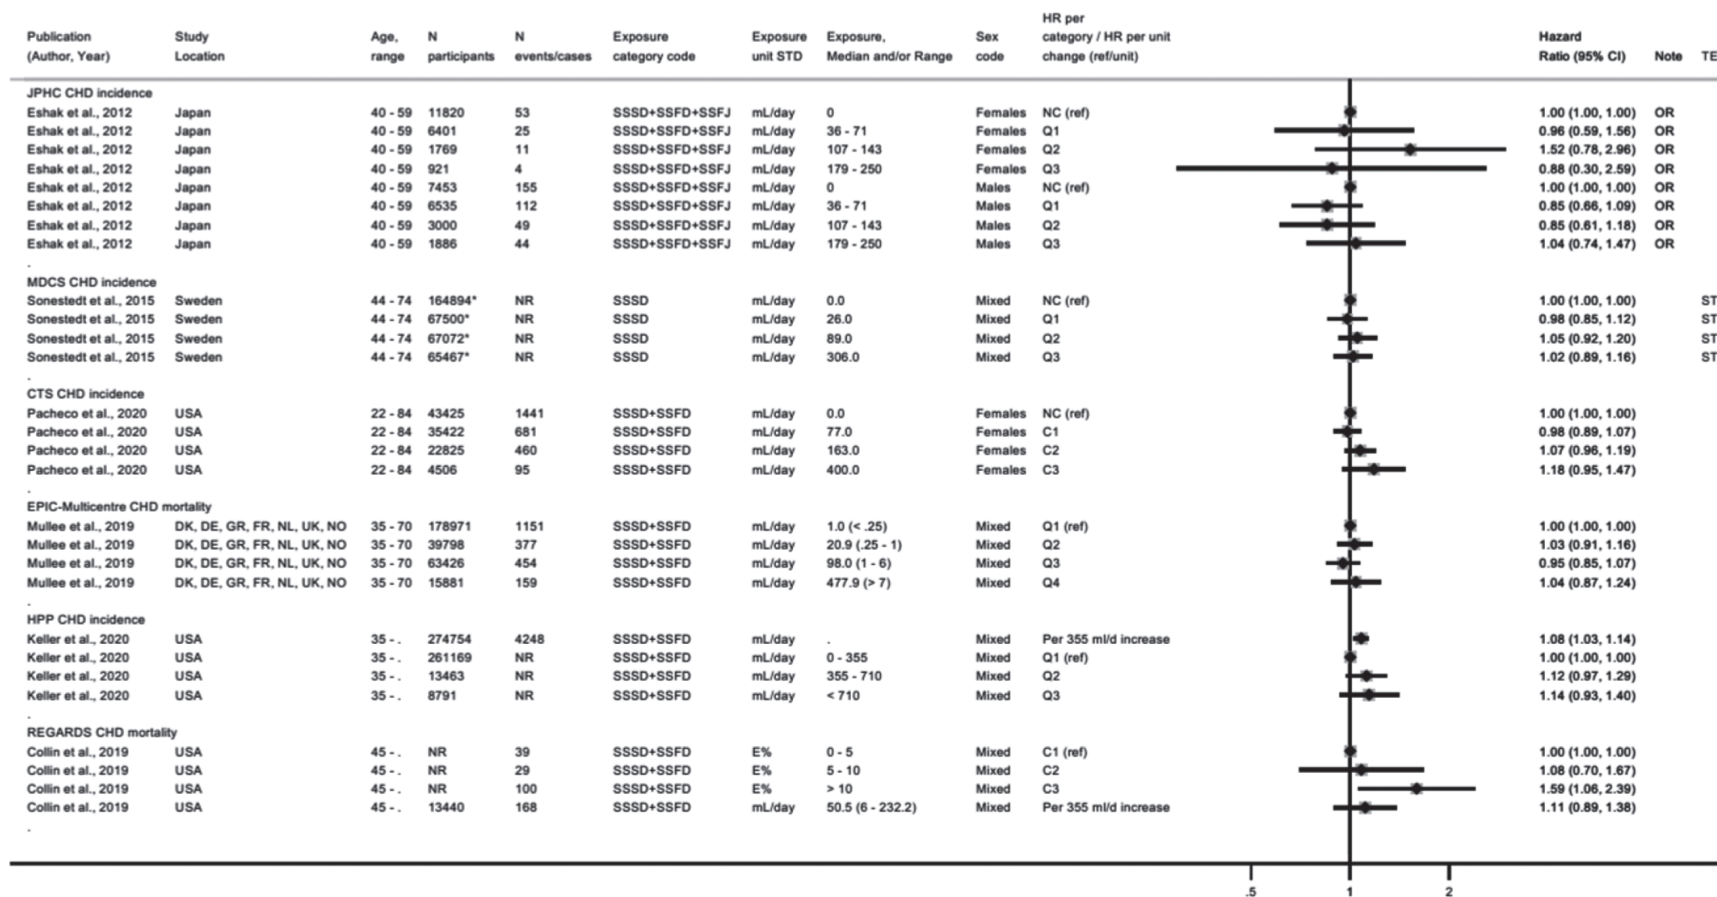 HR per
Publication Study Age, N N Exposure Exposure Exposure, Sex category / HR per unit Hazard
(Author, Year) Location range participants events/cases category code unit STD Median and/or Range code change (ref/unit) Ratio (95% CI) Note TE
JPHC CHD incidence
Eshak et al., 2012 Japan 40 - 59 11820 53 SSSD+SSFD+SSFJ mL/day 0 Females NC (ref) 1.00 (1.00, 1.00) OR
Eshak et al., 2012 Japan 40 - 59 6401 25 SSSD+SSFD+SSFJ mL/day 36 - 71 Females Q1 0.96 (0.59, 1.56) OR
Eshak et al., 2012 Japan 40 - 59 1769 11 SSSD+SSFD+SSFJ mL/day 107 - 143 Females Q2 1.52 (0.78, 2.96) OR
Eshak et al., 2012 Japan 40 - 59 921 4 SSSD+SSFD+SSFJ mL/day 179 - 250 Females Q3 0.88 (0.30, 2.59) OR
Eshak et al., 2012 Japan 40 - 59 7453 155 SSSD+SSFD+SSFJ mL/day 0 Males NC (ref) 1.00 (1.00, 1.00) OR
Eshak et al., 2012 Japan 40 - 59 6535 112 SSSD+SSFD+SSFJ mL/day 36 - 71 Males Q1 0.85 (0.66, 1.09) OR
Eshak et al., 2012 Japan 40 - 59 3000 49 SSSD+SSFD+SSFJ mL/day 107 - 143 Males Q2 0.85 (0.61, 1.18) OR
Eshak et al., 2012 Japan 40 - 59 1886 44 SSSD+SSFD+SSFJ mL/day 179 - 250 Males Q3 1.04 (0.74, 1.47) OR
.
MDCS CHD incidence
Sonestedt et al., 2015 Sweden 44 - 74 164894* NR SSSD mL/day 0.0 Mixed NC (ref) 1.00 (1.00, 1.00) ST
Sonestedt et al., 2015 Sweden 44 - 74 67500* NR SSSD mL/day 26.0 Mixed Q1 0.98 (0.85, 1.12) ST
Sonestedt et al., 2015 Sweden 44 - 74 67072* NR SSSD mL/day 89.0 Mixed Q2 1.05 (0.92, 1.20) ST
Sonestedt et al., 2015 Sweden 44 - 74 65467* NR SSSD mL/day 306.0 Mixed Q3 1.02 (0.89, 1.16) ST
.
CTS CHD incidence
Pacheco et al., 2020 USA 22 - 84 43425 1441 SSSD+SSFD mL/day 0.0 Females NC (ref) 1.00 (1.00, 1.00)
Pacheco et al., 2020 USA 22 - 84 35422 681 SSSD+SSFD mL/day 77.0 Females C1 0.98 (0.89, 1.07)
Pacheco et al., 2020 USA 22 - 84 22825 460 SSSD+SSFD mL/day 163.0 Females C2 1.07 (0.96, 1.19)
Pacheco et al., 2020 USA 22 - 84 4506 95 SSSD+SSFD mL/day 400.0 Females C3 1.18 (0.95, 1.47)
.
EPIC-Multicentre CHD mortality
Mullee et al., 2019 DK, DE, GR, FR, NL, UK, NO 35 - 70 178971 1151 SSSD+SSFD mL/day 1.0 (< .25) Mixed Q1 (ref) 1.00 (1.00, 1.00)
Mullee et al., 2019 DK, DE, GR, FR, NL, UK, NO 35 - 70 39798 377 SSSD+SSFD mL/day 20.9 (.25 - 1) Mixed Q2 1.03 (0.91, 1.16)
Mullee et al., 2019 DK, DE, GR, FR, NL, UK, NO 35 - 70 63426 454 SSSD+SSFD mL/day 98.0 (1 - 6) Mixed Q3 0.95 (0.85, 1.07)
Mullee et al., 2019 DK, DE, GR, FR, NL, UK, NO 35 - 70 15881 159 SSSD+SSFD mL/day 477.9 (> 7) Mixed Q4 1.04 (0.87, 1.24)
.
HPP CHD incidence
Keller et al., 2020 USA 35 - . 274754 4248 SSSD+SSFD mL/day . Mixed Per 355 ml/d increase 1.08 (1.03, 1.14)
Keller et al., 2020 USA 35 - . 261169 NR SSSD+SSFD mL/day 0 - 355 Mixed Q1 (ref) 1.00 (1.00, 1.00)
Keller et al., 2020 USA 35 - . 13463 NR SSSD+SSFD mL/day 355 - 710 Mixed Q2 1.12 (0.97, 1.29)
Keller et al., 2020 USA 35 - . 8791 NR SSSD+SSFD mL/day < 710 Mixed Q3 1.14 (0.93, 1.40)
.
REGARDS CHD mortality
Collin et al., 2019 USA 45 - . NR 39 SSSD+SSFD E% 0 - 5 Mixed C1 (ref) 1.00 (1.00, 1.00)
Collin et al., 2019 USA 45 - . NR 29 SSSD+SSFD E% 5 - 10 Mixed C2 1.08 (0.70, 1.67)
Collin et al., 2019 USA 45 - . NR 100 SSSD+SSFD E% > 10 Mixed C3 1.59 (1.06, 2.39)
Collin et al., 2019 USA 45 - . 13440 168 SSSD+SSFD mL/day 50.5 (6 - 232.2) Mixed Per 355 ml/d increase 1.11 (0.89, 1.38)
.
.5 1 2